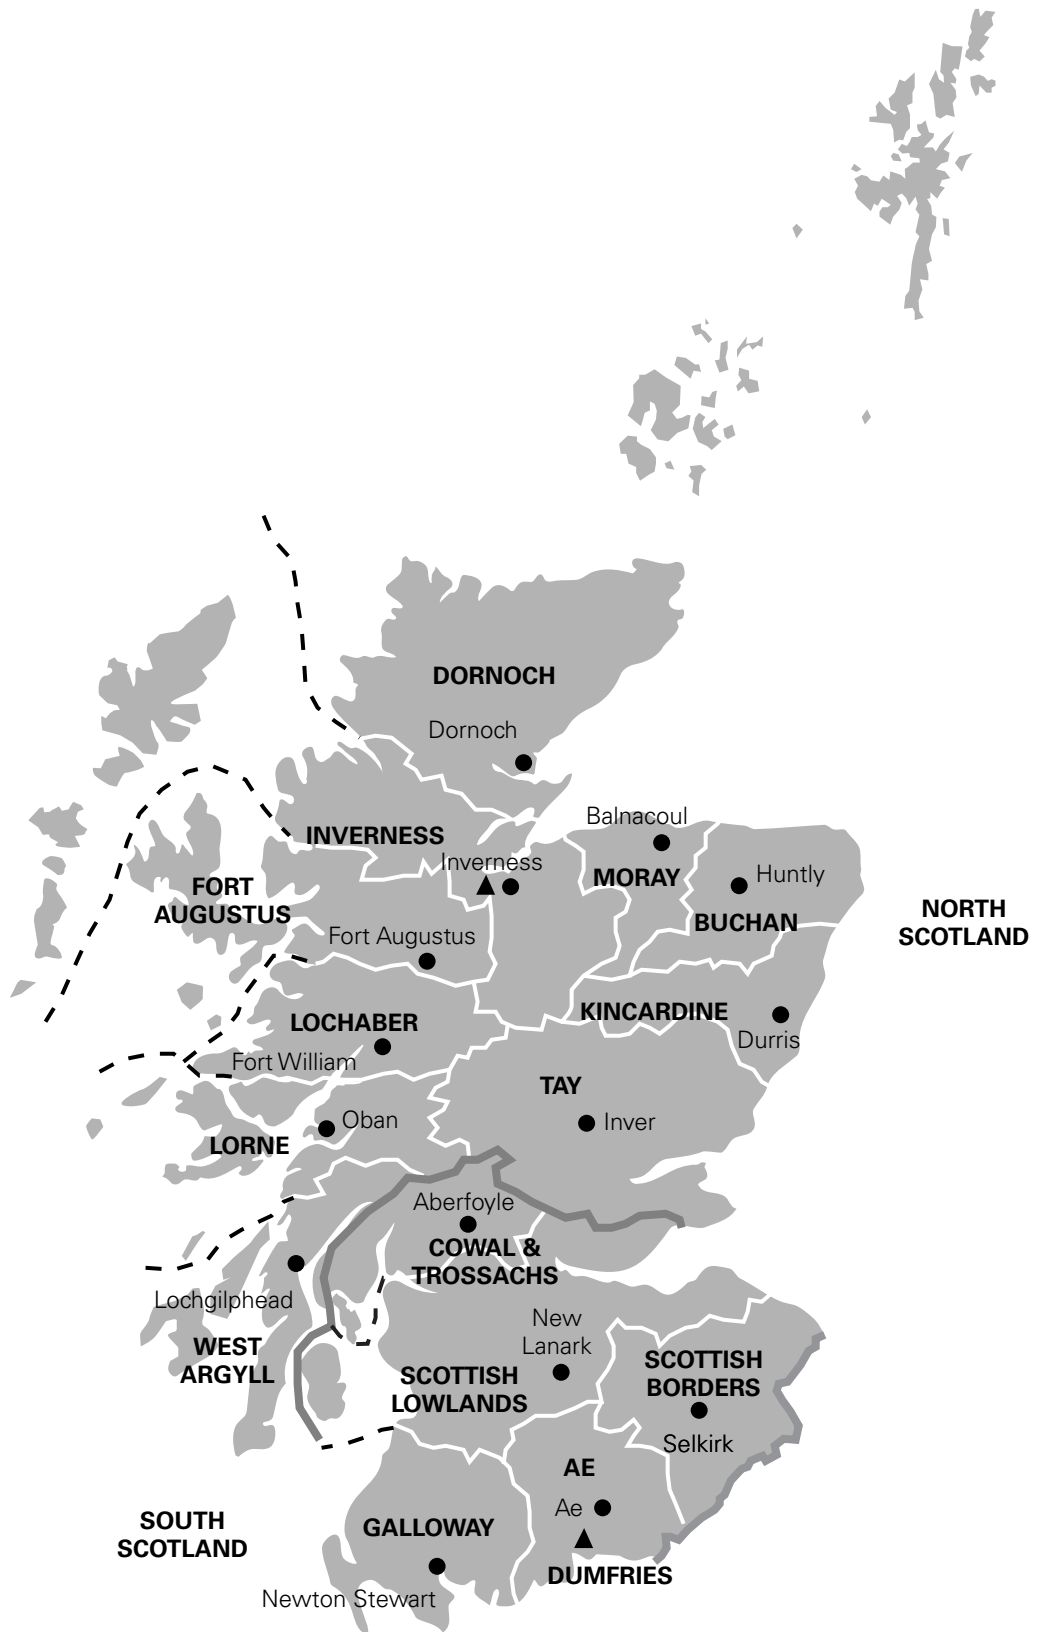 DORNOCH
Dornoch
Balnacoul
INVERNESS
Inverness
MORAY
Huntly
FORT
AUGUSTUS
BUCHAN
NORTH
SCOTLAND
Fort Augustus
LOCHABER
KINCARDINE
Durris
Fort William
TAY
Oban
Inver
LORNE
Aberfoyle
COWAL &
TROSSACHS
Lochgilphead
New
Lanark
WEST
ARGYLL
SCOTTISH
LOWLANDS
SCOTTISH
BORDERS
Selkirk
AE
Ae
SOUTH
SCOTLAND
GALLOWAY
DUMFRIES
Newton Stewart